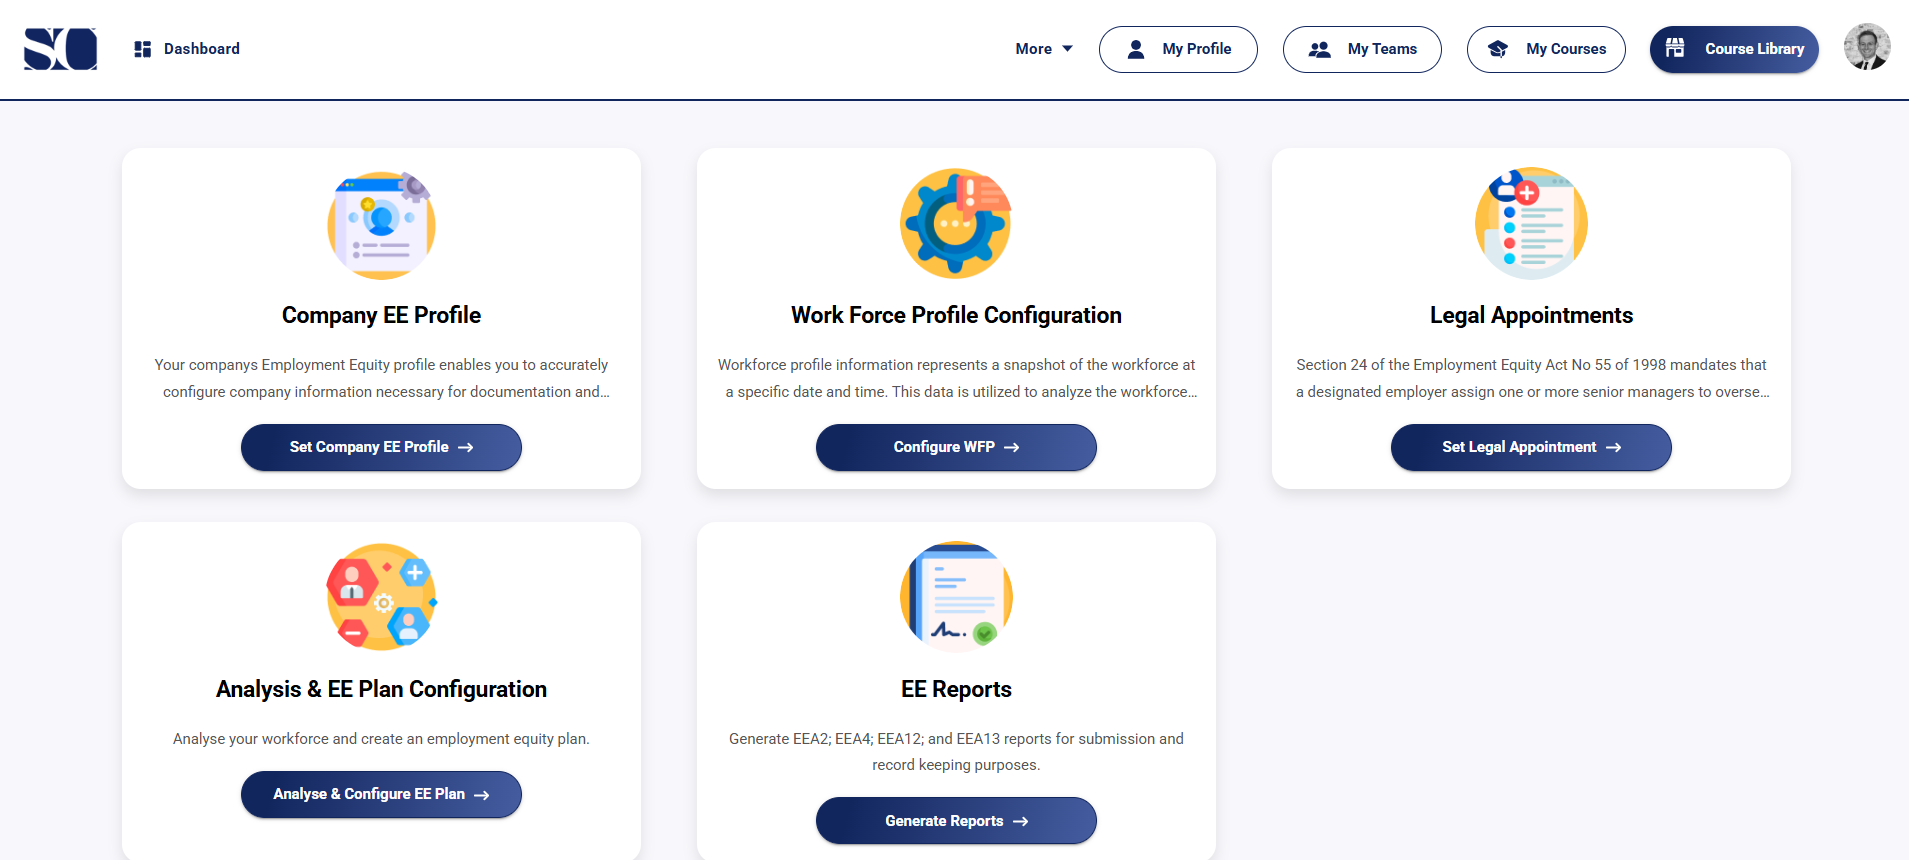 SC
Dashboard
More
My Profile
My Teams
My Courses
Course Library
Company EE Profile
Your companys Employment Equity profile enables you to accurately
configure company information necessary for documentation and...
Set Company EE Profile →
Work Force Profile Configuration
Workforce profile information represents a snapshot of the workforce at
a specific date and time. This data is utilized to analyze the workforce...
Configure WFP →
Legal Appointments
Section 24 of the Employment Equity Act No 55 of 1998 mandates that
a designated employer assign one or more senior managers to overse...
Set Legal Appointment →
Analysis & EE Plan Configuration
Analyse your workforce and create an employment equity plan.
Analyse & Configure EE Plan →
EE Reports
Generate EEA2; EEA4; EEA12; and EEA13 reports for submission and
record keeping purposes.
Generate Reports →